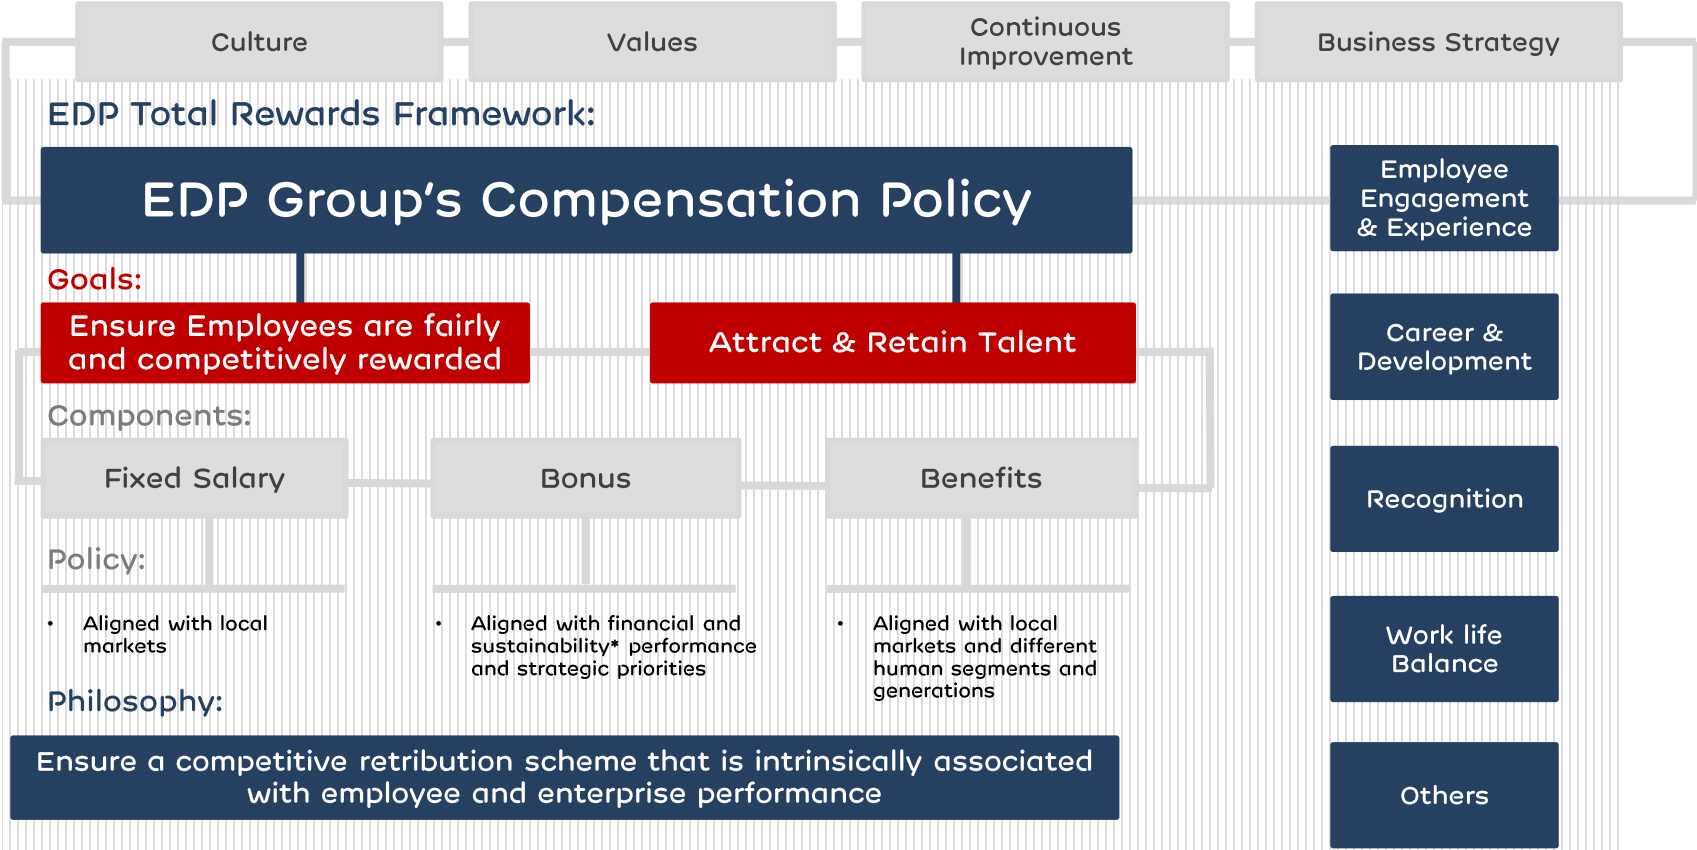 Culture
Values
Continuous
Improvement
Business Strategy
EDP Total Rewards Framework:
EDP Group's Compensation Policy
Goals:
Ensure Employees are fairly
and competitively rewarded
Attract & Retain Talent
Components:
Fixed Salary
Bonus
Benefits
Policy:
• Aligned with local
markets
• Aligned with financial and
sustainability* performance
and strategic priorities
• Aligned with local
markets and different
human segments and
generations
Philosophy:
Ensure a competitive retribution scheme that is intrinsically associated
with employee and enterprise performance
Employee
Engagement
& Experience
Career &
Development
Recognition
Work life
Balance
Others